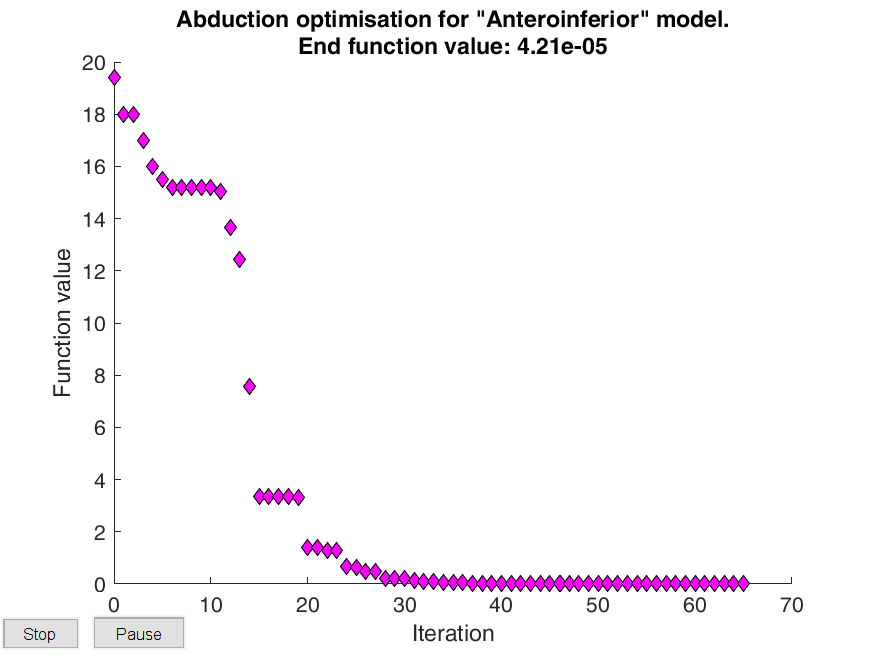 Abduction optimisation for "Anteroinferior" model.
End function value: 4.21e-05
20
18
16
14
12
10
8
6
4
2
0
Function value
0 10 20 30 40 50 60 70
Iteration
Stop Pause